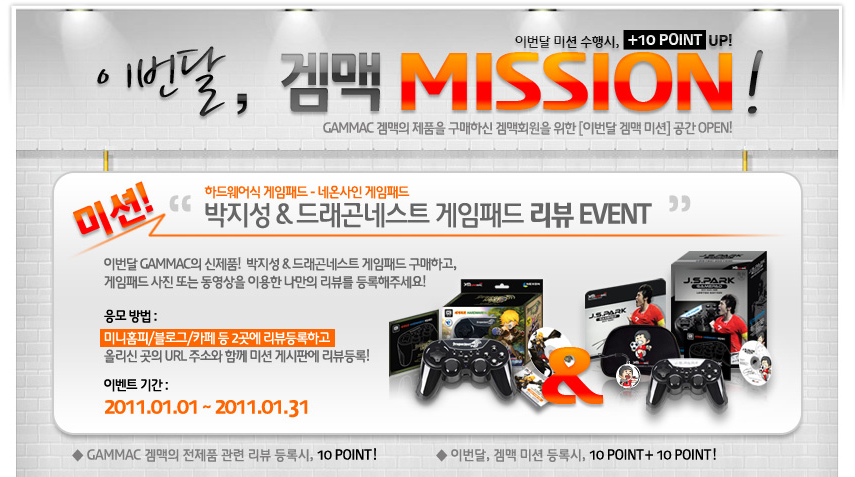 이번달 미션 수행시, +10 POINT UP!
이번달, 겜맥 MISSION!
GAMMAC 겜맥의 제품을 구매하신 겜맥회원을 위한 [이번달 겜맥 미션] 공간 OPEN!
미션!
하드웨어식 게임패드 - 네온사인 게임패드
“ 박지성 & 드래곤네스트 게임패드 리뷰 EVENT ”
이번달 GAMMAC의 신제품! 박지성 & 드래곤네스트 게임패드 구매하고,
게임패드 사진 또는 동영상을 이용한 나만의 리뷰를 등록해주세요!
응모 방법 :
미니홈피/블로그/카페 등 2곳에 리뷰등록하고
올리신 곳의 URL 주소와 함께 미션 게시판에 리뷰등록!
이벤트 기간 :
2011.01.01 ~ 2011.01.31
&
J.S.PARK
GAMEPAD
J.S.PARK
◆ GAMMAC 겜맥의 전제품 관련 리뷰 등록시, 10 POINT!
◆ 이번달, 겜맥 미션 등록시, 10 POINT + 10 POINT!